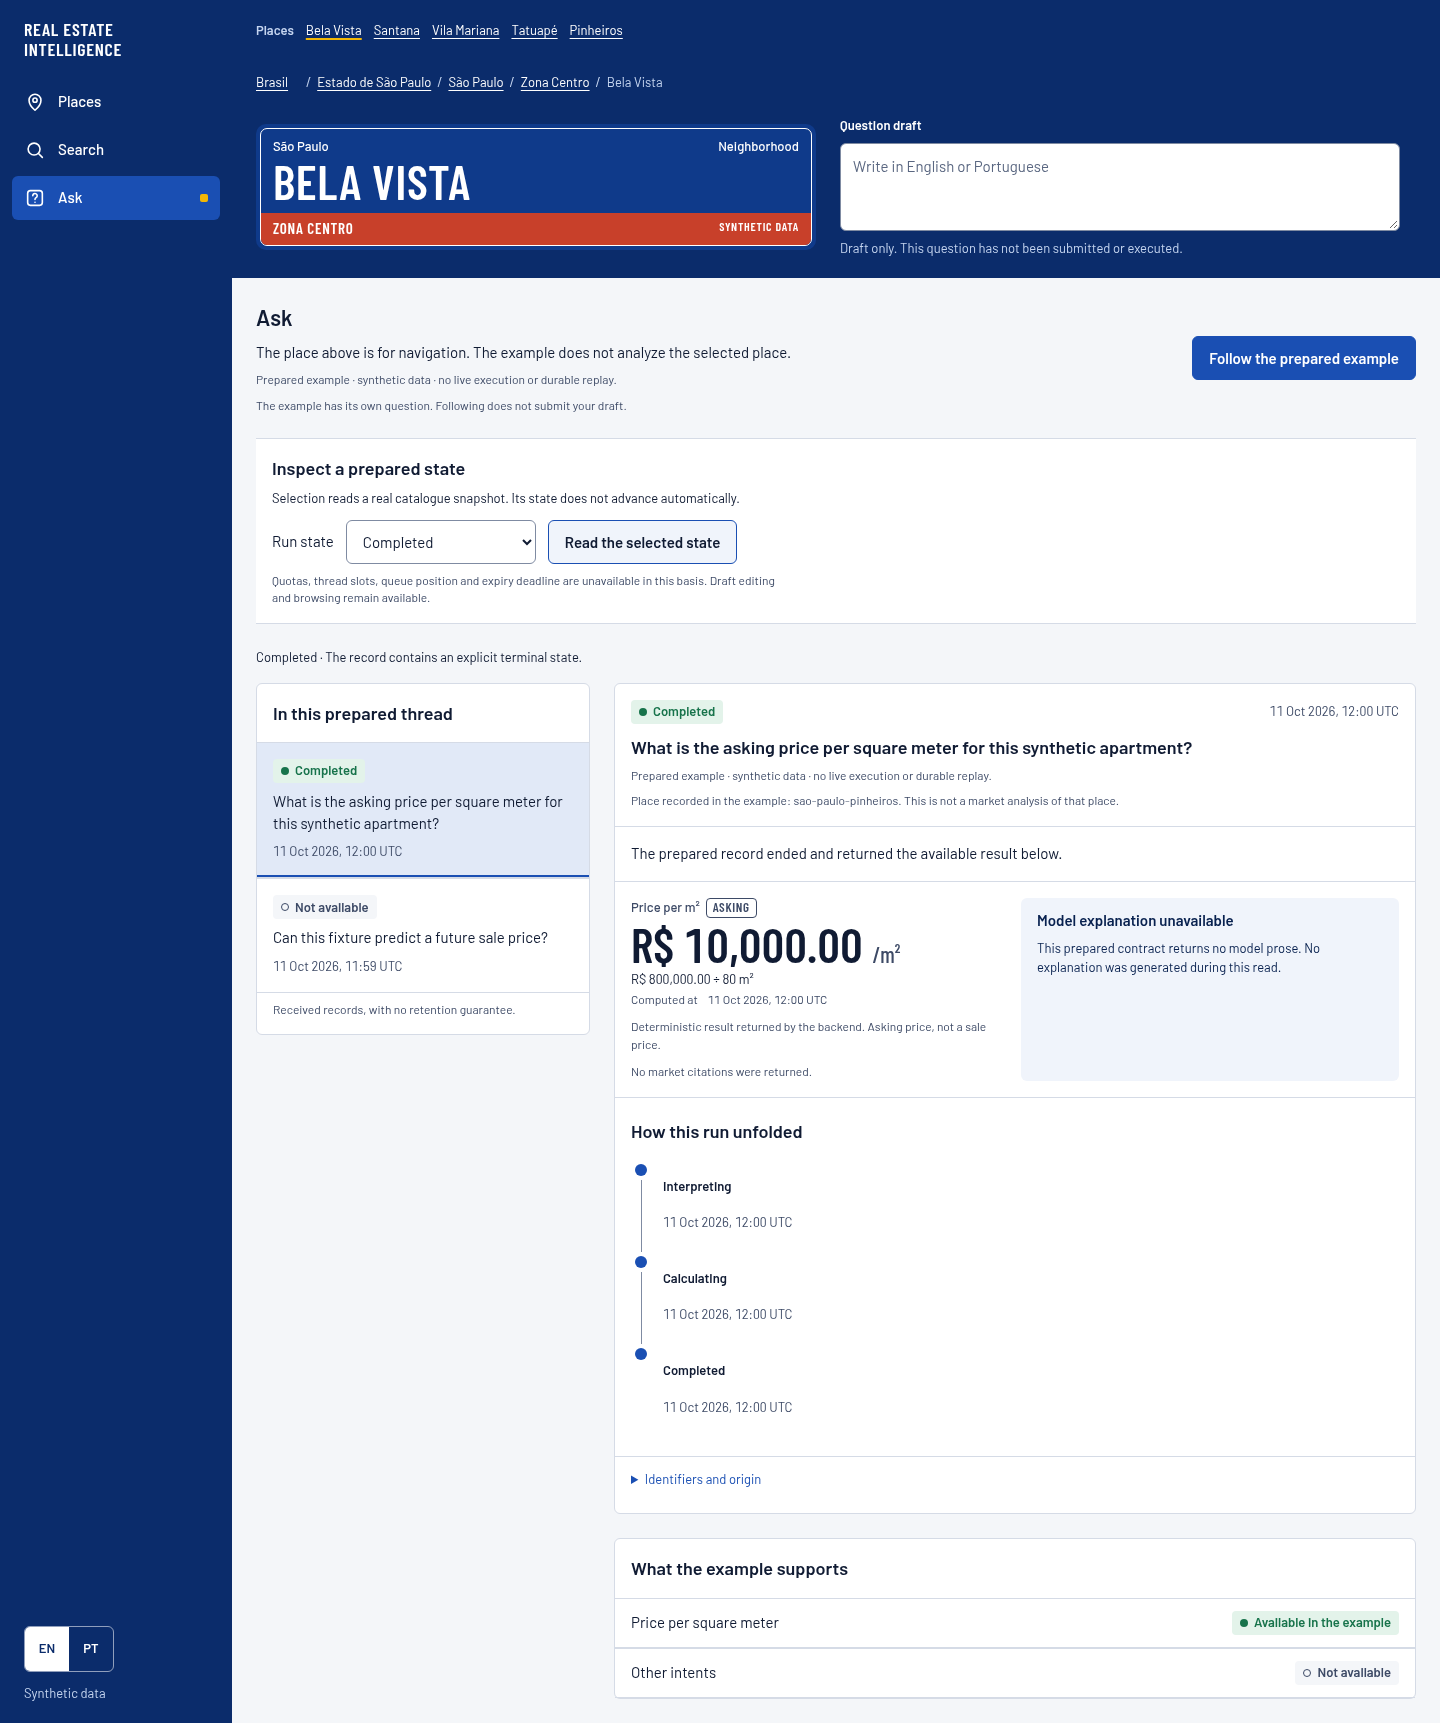 REAL ESTATE
INTELLIGENCE
Places
Search
Ask
EN
PT
Synthetic data
Places Bela Vista Santana Vila Mariana Tatuapé Pinheiros
Brasil / Estado de São Paulo / São Paulo / Zona Centro / Bela Vista
São Paulo
Neighborhood
BELA VISTA
ZONA CENTRO
SYNTHETIC DATA
Question draft
Write in English or Portuguese
Draft only. This question has not been submitted or executed.
Ask
The place above is for navigation. The example does not analyze the selected place.
Prepared example · synthetic data · no live execution or durable replay.
The example has its own question. Following does not submit your draft.
Follow the prepared example
Inspect a prepared state
Selection reads a real catalogue snapshot. Its state does not advance automatically.
Run state
Completed
Read the selected state
Quotas, thread slots, queue position and expiry deadline are unavailable in this basis. Draft editing
and browsing remain available.
Completed · The record contains an explicit terminal state.
In this prepared thread
Completed
What is the asking price per square meter for
this synthetic apartment?
11 Oct 2026, 12:00 UTC
Not available
Can this fixture predict a future sale price?
11 Oct 2026, 11:59 UTC
Received records, with no retention guarantee.
Completed
11 Oct 2026, 12:00 UTC
What is the asking price per square meter for this synthetic apartment?
Prepared example · synthetic data · no live execution or durable replay.
Place recorded in the example: sao-paulo-pinheiros. This is not a market analysis of that place.
The prepared record ended and returned the available result below.
Price per m² ASKING
R$ 10,000.00 /m²
R$ 800,000.00 ÷ 80 m²
Computed at 11 Oct 2026, 12:00 UTC
Deterministic result returned by the backend. Asking price, not a sale
price.
No market citations were returned.
Model explanation unavailable
This prepared contract returns no model prose. No
explanation was generated during this read.
How this run unfolded
Interpreting
11 Oct 2026, 12:00 UTC
Calculating
11 Oct 2026, 12:00 UTC
Completed
11 Oct 2026, 12:00 UTC
Identifiers and origin
What the example supports
Price per square meter
Available in the example
Other intents
Not available